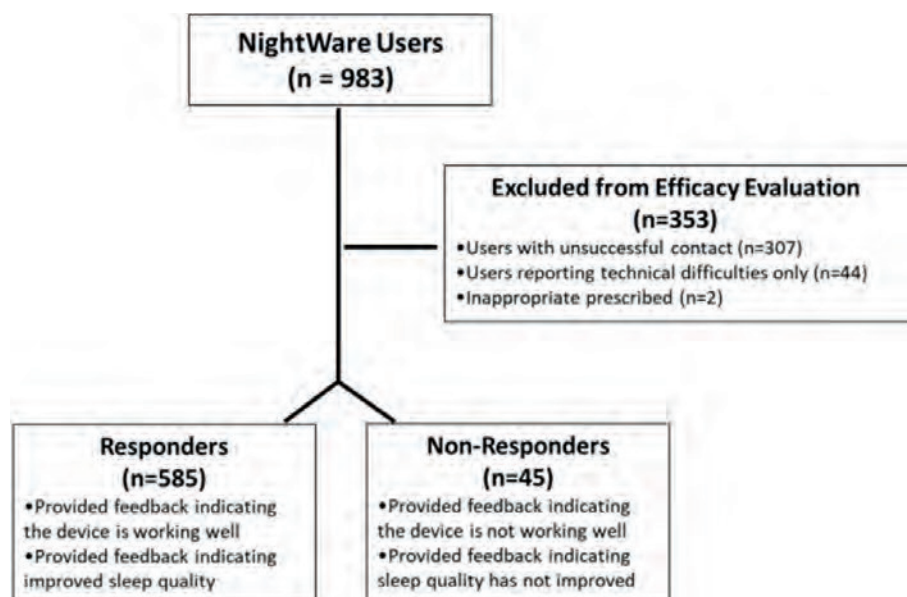 NightWare Users
(n = 983)
Excluded from Efficacy Evaluation
(n=353)
•Users with unsuccessful contact (n=307)
•Users reporting technical difficulties only (n=44)
•Inappropriate prescribed (n=2)
Responders
(n=585)
•Provided feedback indicating
the device is working well
•Provided feedback indicating
improved sleep quality
Non-Responders
(n=45)
•Provided feedback indicating
the device is not working well
•Provided feedback indicating
sleep quality has not improved